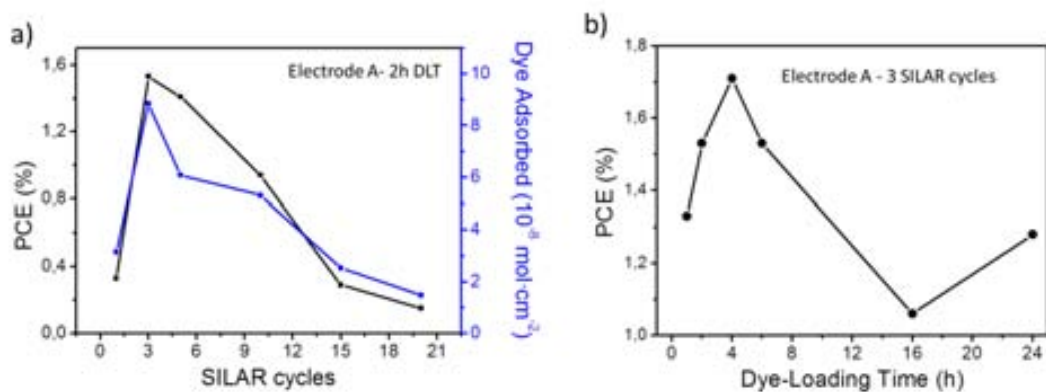 a)
Electrode A- 2h DLT
PCE (%)
1,6
1,2
0,8
0,4
0,0
0 3 6 9 12 15 18 21
SILAR cycles
10
8
6
4
2
0
Dye Adsorbed (10⁻⁸ mol·cm⁻²)
b)
Electrode A - 3 SILAR cycles
PCE (%)
1,8
1,6
1,4
1,2
1,0
0 4 8 12 16 20 24
Dye-Loading Time (h)